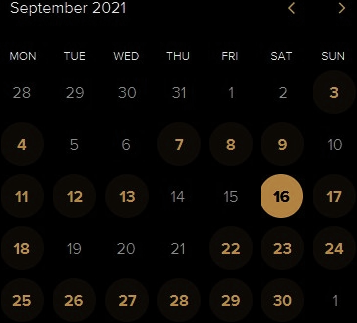 September 2021
MON TUE WED THU FRI SAT SUN
28 29 30 31 1 2 3
4 5 6 7 8 9 10
11 12 13 14 15 16 17
18 19 20 21 22 23 24
25 26 27 28 29 30 1